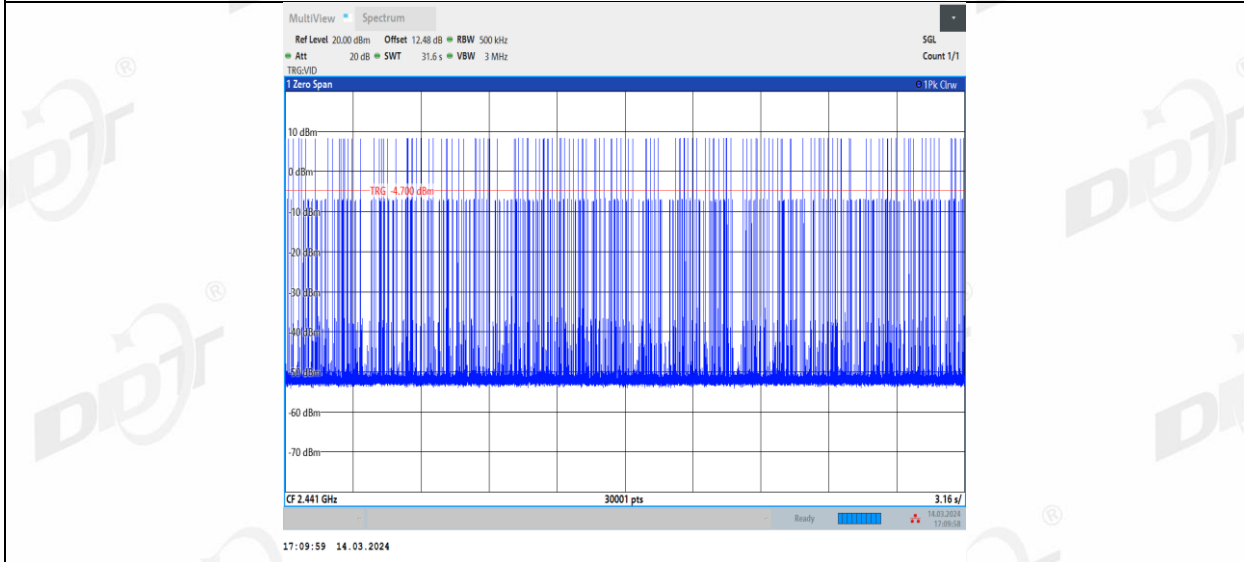 MultiView Spectrum
Ref Level 20.00 dBm Offset 12.48 dB RBW 500 kHz SGL
Att 20 dB SWT 31.6 s VBW 3 MHz Count 1/1
TRG:VID
1 Zero Span 1Pk Clrw
10 dBm
0 dBm
TRG -4.700 dBm
-10 dBm
-20 dBm
-30 dBm
-40 dBm
-50 dBm
-60 dBm
-70 dBm
CF 2.441 GHz 30001 pts 3.16 s/
Ready 14.03.2024
17:09:58
17:09:59 14.03.2024
DDT
®
DDT
®
DDT
®
DDT